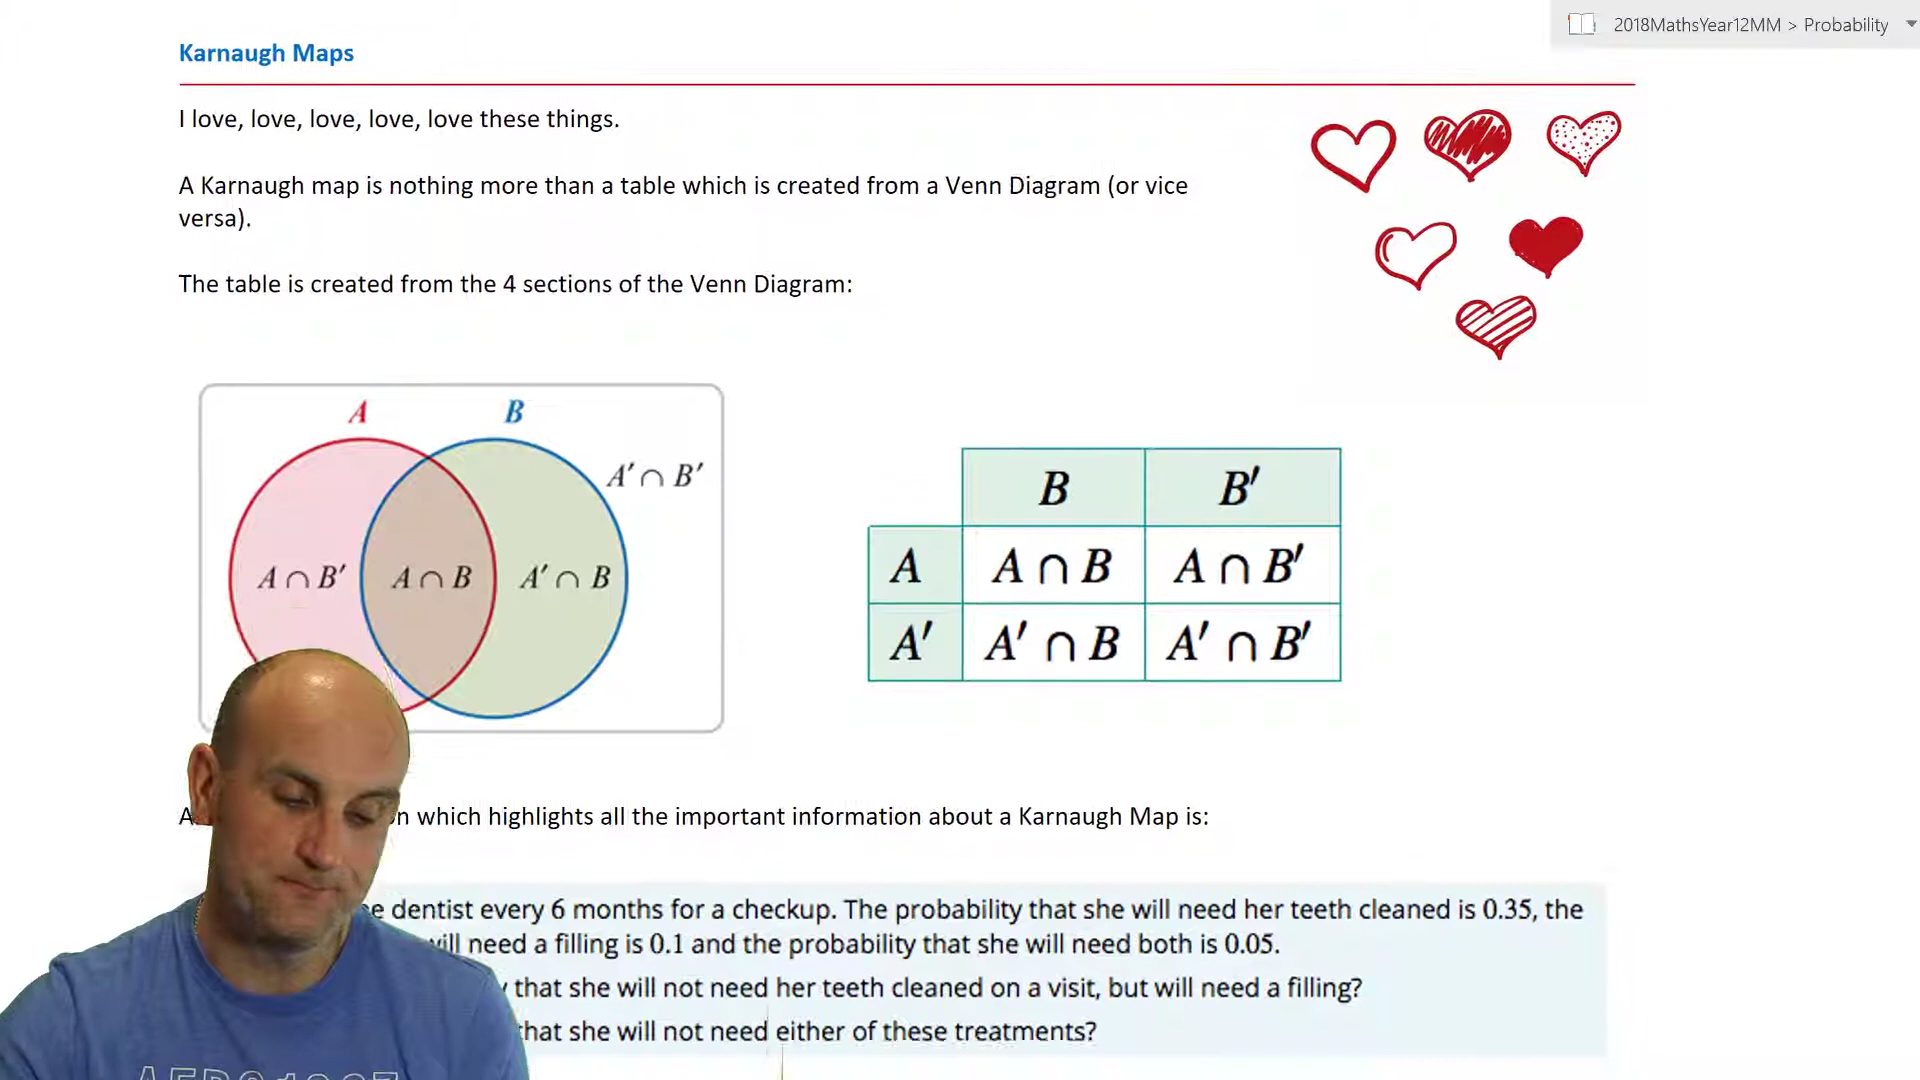 2018MathsYear12MM > Probability
Karnaugh Maps
I love, love, love, love, love these things.
A Karnaugh map is nothing more than a table which is created from a Venn Diagram (or vice
versa).
The table is created from the 4 sections of the Venn Diagram:
A B
A′ ∩ B′
A ∩ B′ A ∩ B A′ ∩ B
B B′
A A ∩ B A ∩ B′
A′ A′ ∩ B A′ ∩ B′
which highlights all the important information about a Karnaugh Map is:
dentist every 6 months for a checkup. The probability that she will need her teeth cleaned is 0.35, the
will need a filling is 0.1 and the probability that she will need both is 0.05.
that she will not need her teeth cleaned on a visit, but will need a filling?
that she will not need either of these treatments?